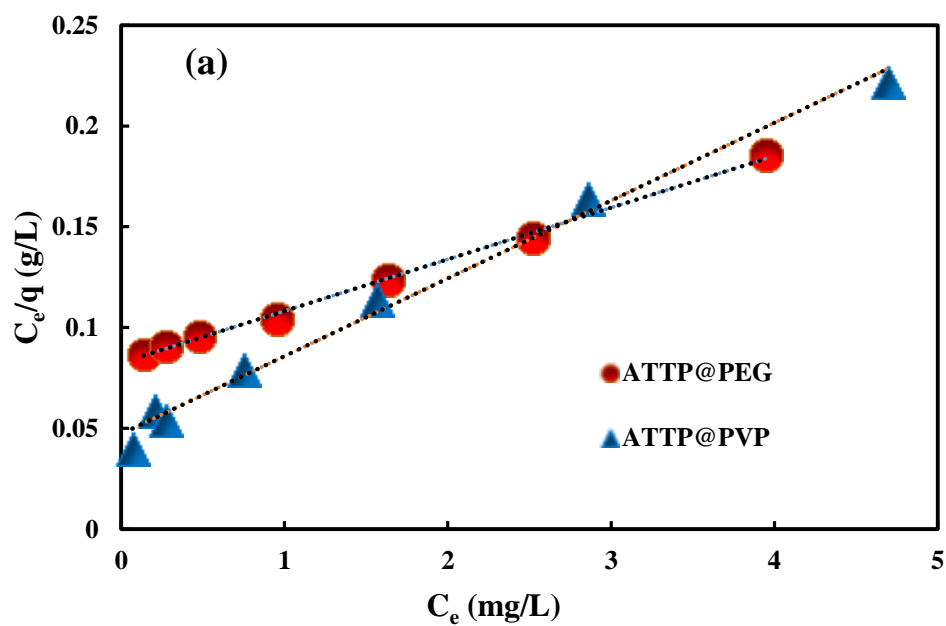 (a)
0.25
0.2
0.15
0.1
0.05
0
Cₑ/q (g/L)
ATTP@PEG
ATTP@PVP
0 1 2 3 4 5
Cₑ (mg/L)